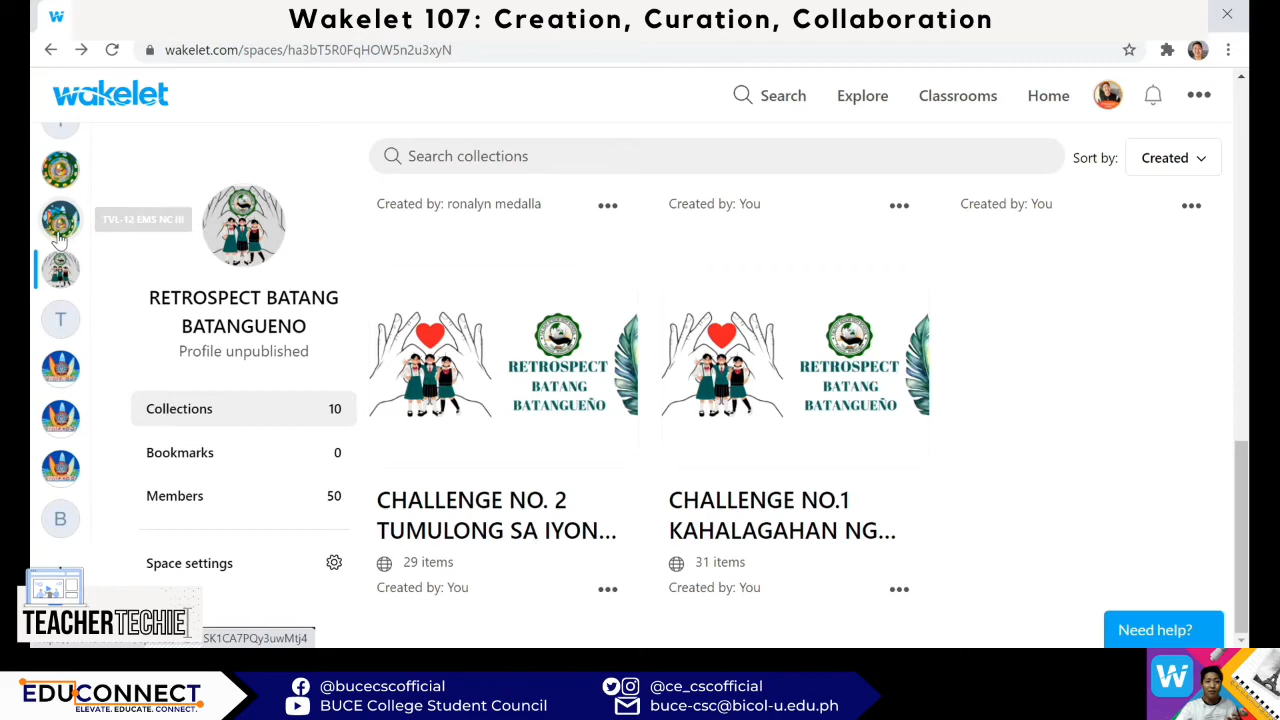 Wakelet 107: Creation, Curation, Collaboration
wakelet.com/spaces/ha3bT5R0FqHOW5n2u3xyN
wakelet
Search
Explore
Classrooms
Home
Search collections
Sort by:
Created
Created by: ronalyn medalla
Created by: You
Created by: You
TVL-12 EMS NC III
RETROSPECT BATANG
BATANGUENO
Profile unpublished
Collections 10
Bookmarks 0
Members 50
Space settings
T
B
RETROSPECT
BATANG
BATANGUEÑO
RETROSPECT
BATANG
BATANGUEÑO
CHALLENGE NO. 2
TUMULONG SA IYON...
29 items
Created by: You
CHALLENGE NO.1
KAHALAGAHAN NG...
31 items
Created by: You
Need help?
TEACHERTECHIE
SK1CA7PQy3uwMtj4
EDUCONNECT
ELEVATE. EDUCATE. CONNECT.
@bucecscofficial
BUCE College Student Council
@ce_cscofficial
buce-csc@bicol-u.edu.ph
W